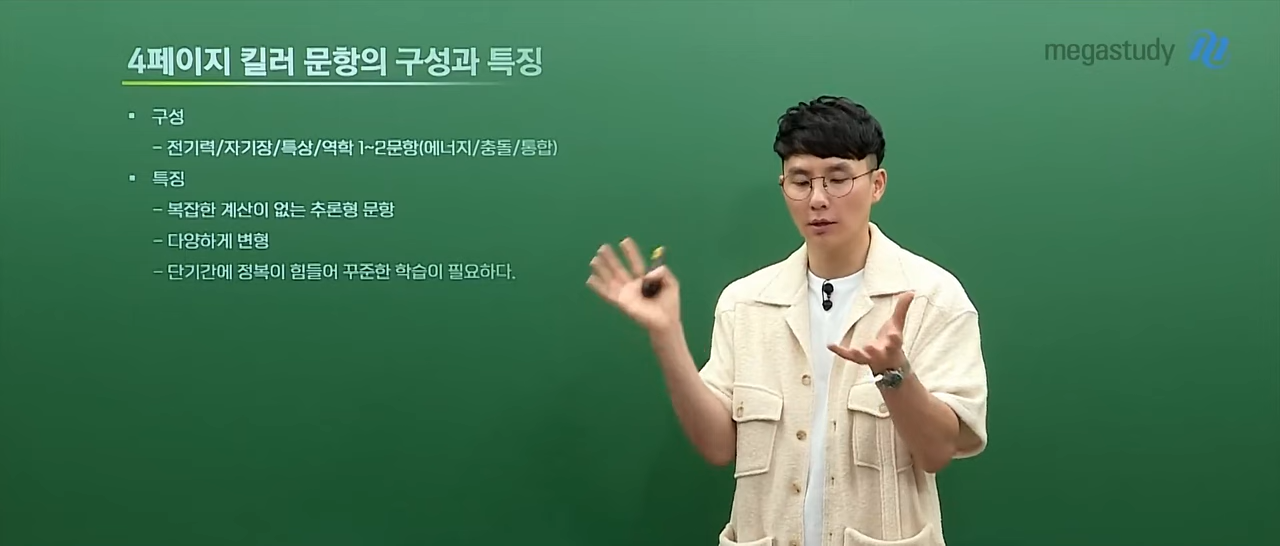 4페이지 킬러 문항의 구성과 특징
megastudy
▪ 구성
– 전기력/자기장/특상/역학 1~2문항(에너지/충돌/통합)
▪ 특징
– 복잡한 계산이 없는 추론형 문항
– 다양하게 변형
– 단기간에 정복이 힘들어 꾸준한 학습이 필요하다.